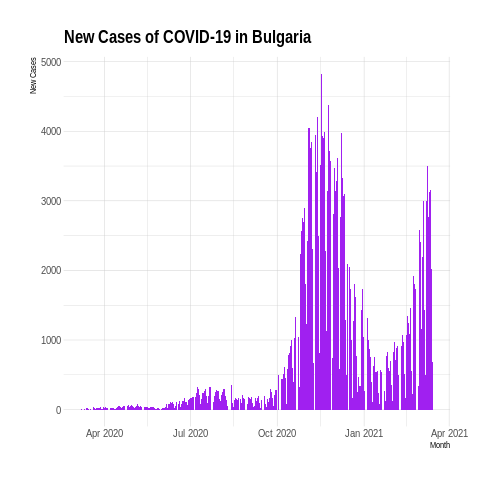 New Cases of COVID-19 in Bulgaria
New Cases
5000
4000
3000
2000
1000
0
Apr 2020 Jul 2020 Oct 2020 Jan 2021 Apr 2021
Month